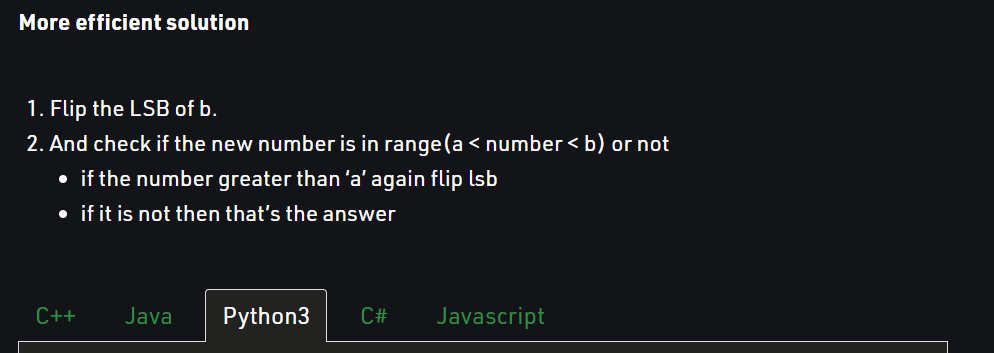 More efficient solution
1. Flip the LSB of b.
2. And check if the new number is in range(a < number < b) or not
• if the number greater than ‘a’ again flip lsb
• if it is not then that’s the answer
C++ Java Python3 C# Javascript